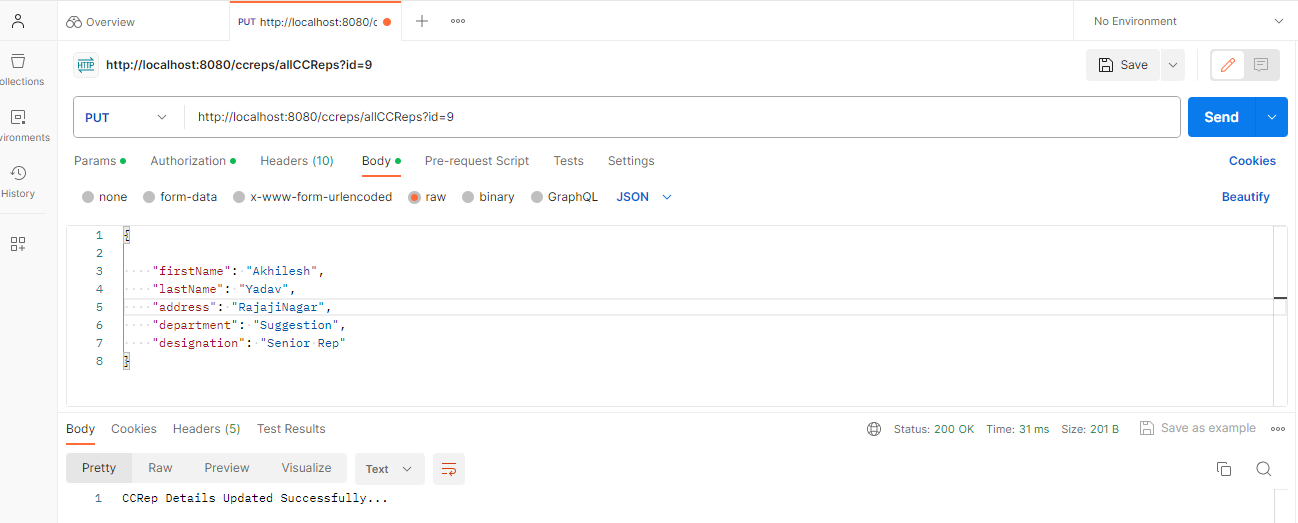 Overview
PUT http://localhost:8080/c
No Environment
ollections
HTTP http://localhost:8080/ccreps/allCCReps?id=9
Save
PUT http://localhost:8080/ccreps/allCCReps?id=9
Send
vironments
Params Authorization Headers (10) Body Pre-request Script Tests Settings Cookies
History
none form-data x-www-form-urlencoded raw binary GraphQL JSON Beautify
1 {
2
3 "firstName": "Akhilesh",
4 "lastName": "Yadav",
5 "address": "RajajiNagar",
6 "department": "Suggestion",
7 "designation": "Senior Rep"
8 }
Body Cookies Headers (5) Test Results Status: 200 OK Time: 31 ms Size: 201 B Save as example
Pretty Raw Preview Visualize Text
1 CCRep Details Updated Successfully...